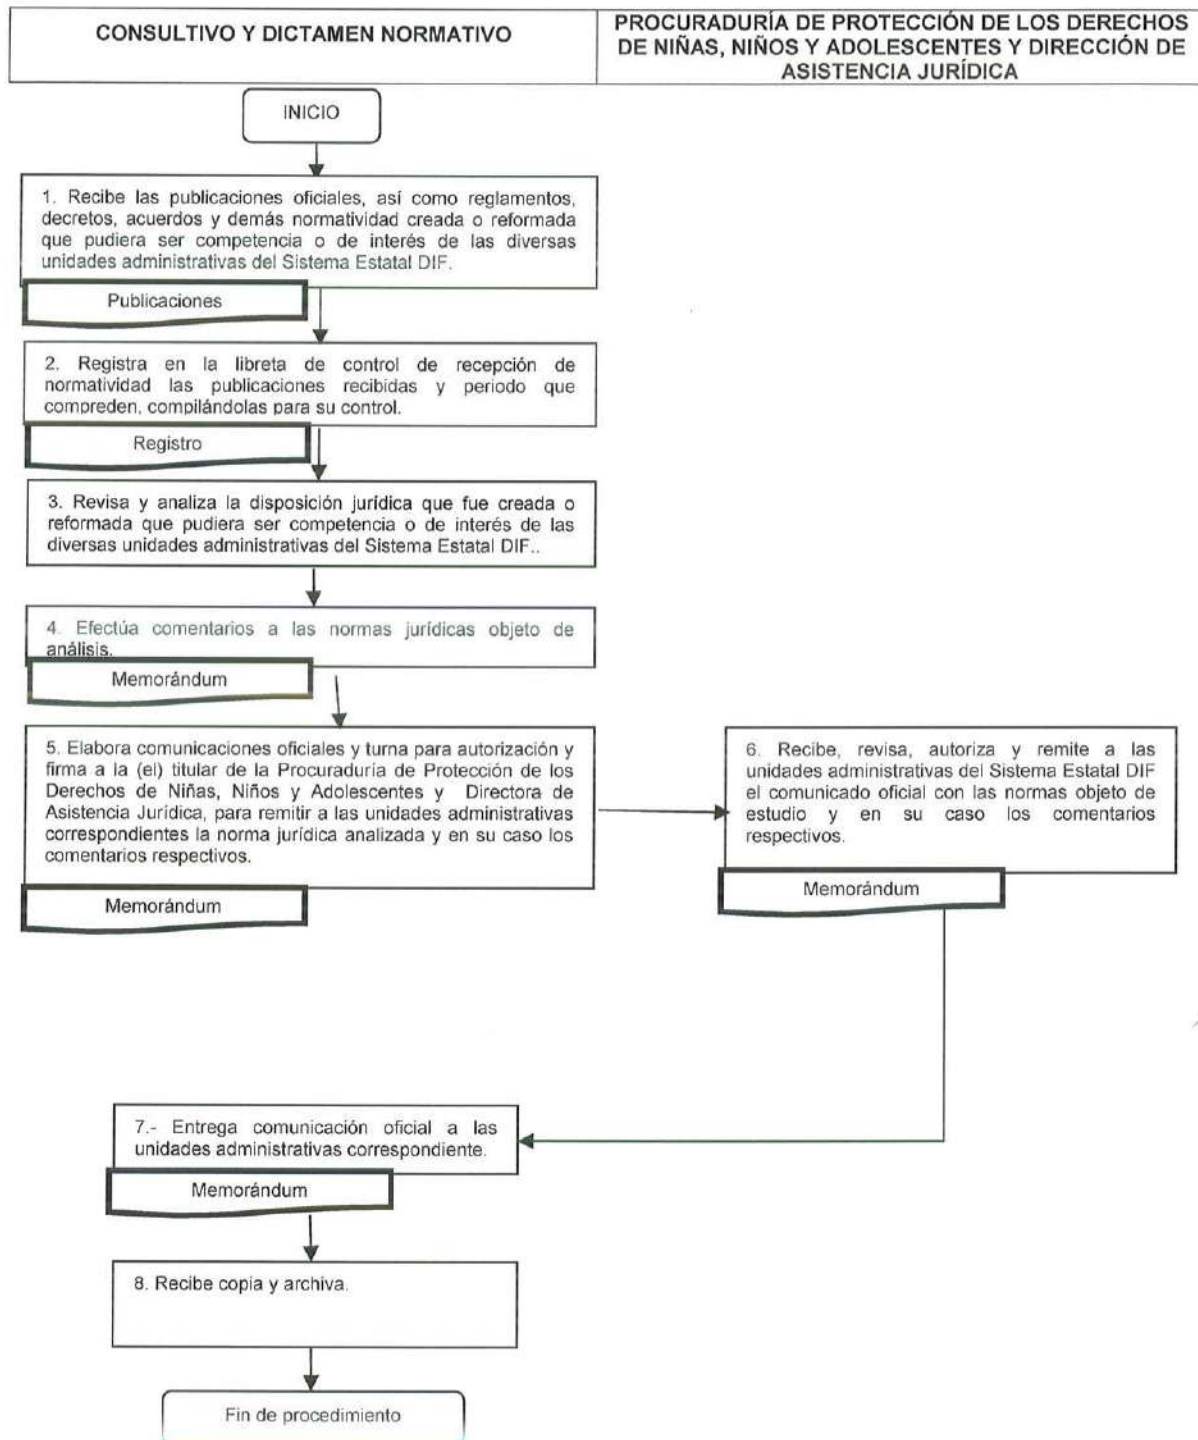 CONSULTIVO Y DICTAMEN NORMATIVO
PROCURADURÍA DE PROTECCIÓN DE LOS DERECHOS
DE NIÑAS, NIÑOS Y ADOLESCENTES Y DIRECCIÓN DE
ASISTENCIA JURÍDICA
INICIO
1. Recibe las publicaciones oficiales, así como reglamentos,
decretos, acuerdos y demás normatividad creada o reformada
que pudiera ser competencia o de interés de las diversas
unidades administrativas del Sistema Estatal DIF.
Publicaciones
2. Registra en la libreta de control de recepción de
normatividad las publicaciones recibidas y periodo que
compreden, compilándolas para su control.
Registro
3. Revisa y analiza la disposición jurídica que fue creada o
reformada que pudiera ser competencia o de interés de las
diversas unidades administrativas del Sistema Estatal DIF..
4. Efectúa comentarios a las normas jurídicas objeto de
análisis.
Memorándum
5. Elabora comunicaciones oficiales y turna para autorización y
firma a la (el) titular de la Procuraduría de Protección de los
Derechos de Niñas, Niños y Adolescentes y Directora de
Asistencia Jurídica, para remitir a las unidades administrativas
correspondientes la norma jurídica analizada y en su caso los
comentarios respectivos.
Memorándum
6. Recibe, revisa, autoriza y remite a las
unidades administrativas del Sistema Estatal DIF
el comunicado oficial con las normas objeto de
estudio y en su caso los comentarios
respectivos.
Memorándum
7.- Entrega comunicación oficial a las
unidades administrativas correspondiente.
Memorándum
8. Recibe copia y archiva.
Fin de procedimiento